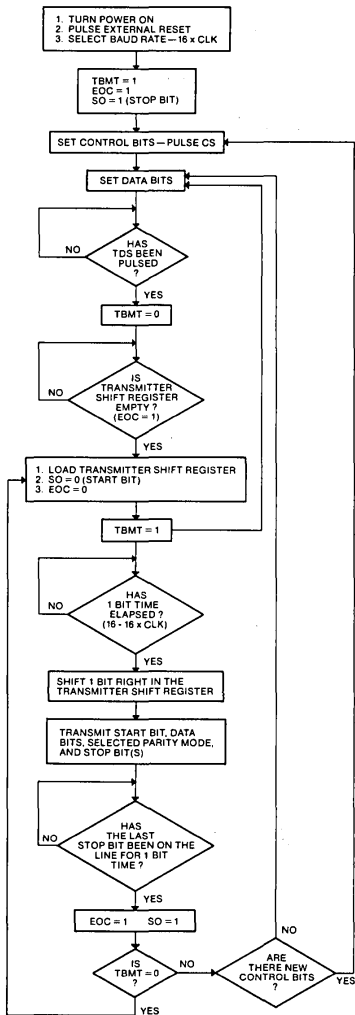 1. TURN POWER ON
2. PULSE EXTERNAL RESET
3. SELECT BAUD RATE — 16 x CLK
TBMT = 1
EOC = 1
SO = 1 (STOP BIT)
SET CONTROL BITS — PULSE CS
SET DATA BITS
HAS
TDS BEEN
PULSED
?
NO
YES
TBMT = 0
IS
TRANSMITTER
SHIFT REGISTER
EMPTY ?
(EOC = 1)
NO
YES
1. LOAD TRANSMITTER SHIFT REGISTER
2. SO = 0 (START BIT)
3. EOC = 0
TBMT = 1
HAS
1 BIT TIME
ELAPSED ?
(16 - 16 x CLK)
NO
YES
SHIFT 1 BIT RIGHT IN THE
TRANSMITTER SHIFT REGISTER
TRANSMIT START BIT, DATA
BITS, SELECTED PARITY MODE,
AND STOP BIT(S)
HAS
THE LAST
STOP BIT BEEN ON THE
LINE FOR 1 BIT
TIME ?
NO
YES
EOC = 1 SO = 1
IS
TBMT = 0
?
NO
YES
ARE
THERE NEW
CONTROL BITS
?
NO
YES